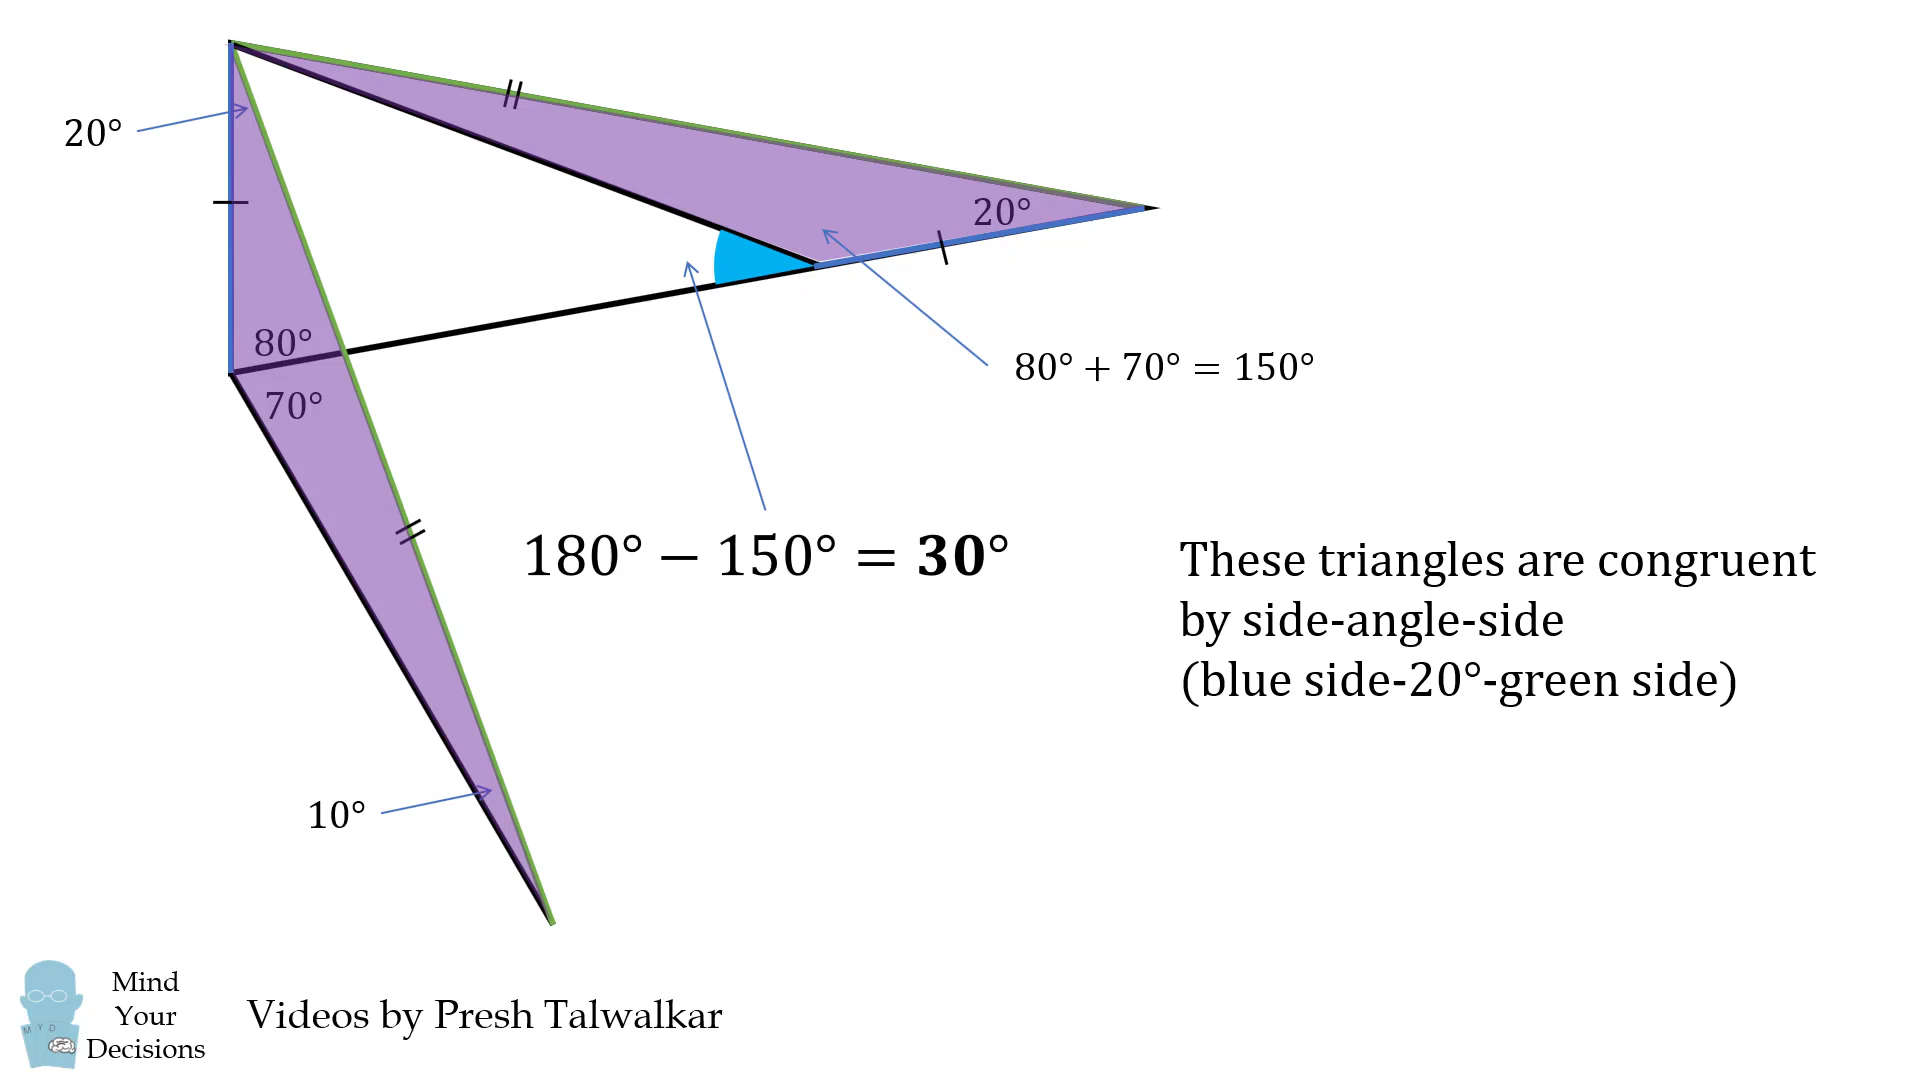 20°
20°
80°
80° + 70° = 150°
70°
180° − 150° = 30°
These triangles are congruent
by side-angle-side
(blue side-20°-green side)
10°
Mind
Your
Decisions
M Y D
Videos by Presh Talwalkar